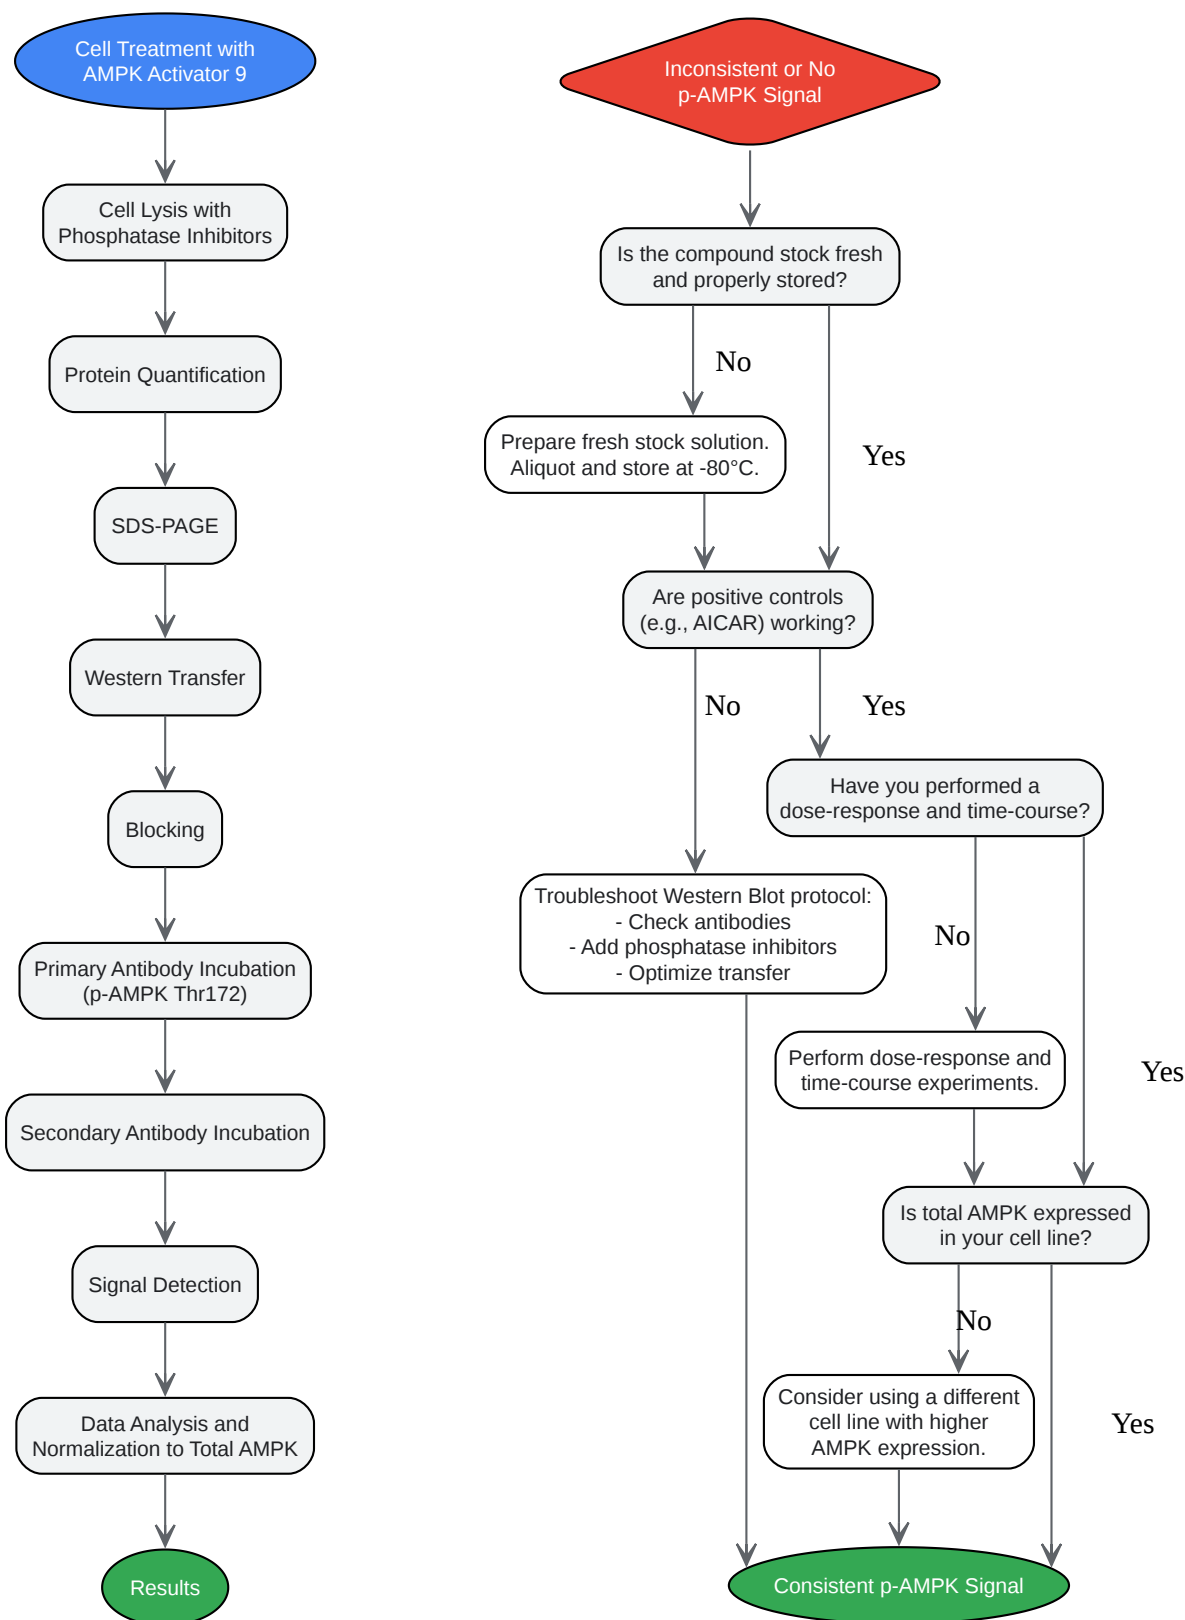 Cell Treatment with
AMPK Activator 9
Cell Lysis with
Phosphatase Inhibitors
Protein Quantification
SDS-PAGE
Western Transfer
Blocking
Primary Antibody Incubation
(p-AMPK Thr172)
Secondary Antibody Incubation
Signal Detection
Data Analysis and
Normalization to Total AMPK
Results
Inconsistent or No
p-AMPK Signal
Is the compound stock fresh
and properly stored?
No
Yes
Prepare fresh stock solution.
Aliquot and store at -80°C.
Are positive controls
(e.g., AICAR) working?
No
Yes
Have you performed a
dose-response and time-course?
Troubleshoot Western Blot protocol:
- Check antibodies
- Add phosphatase inhibitors
- Optimize transfer
No
Yes
Perform dose-response and
time-course experiments.
Is total AMPK expressed
in your cell line?
No
Yes
Consider using a different
cell line with higher
AMPK expression.
Consistent p-AMPK Signal